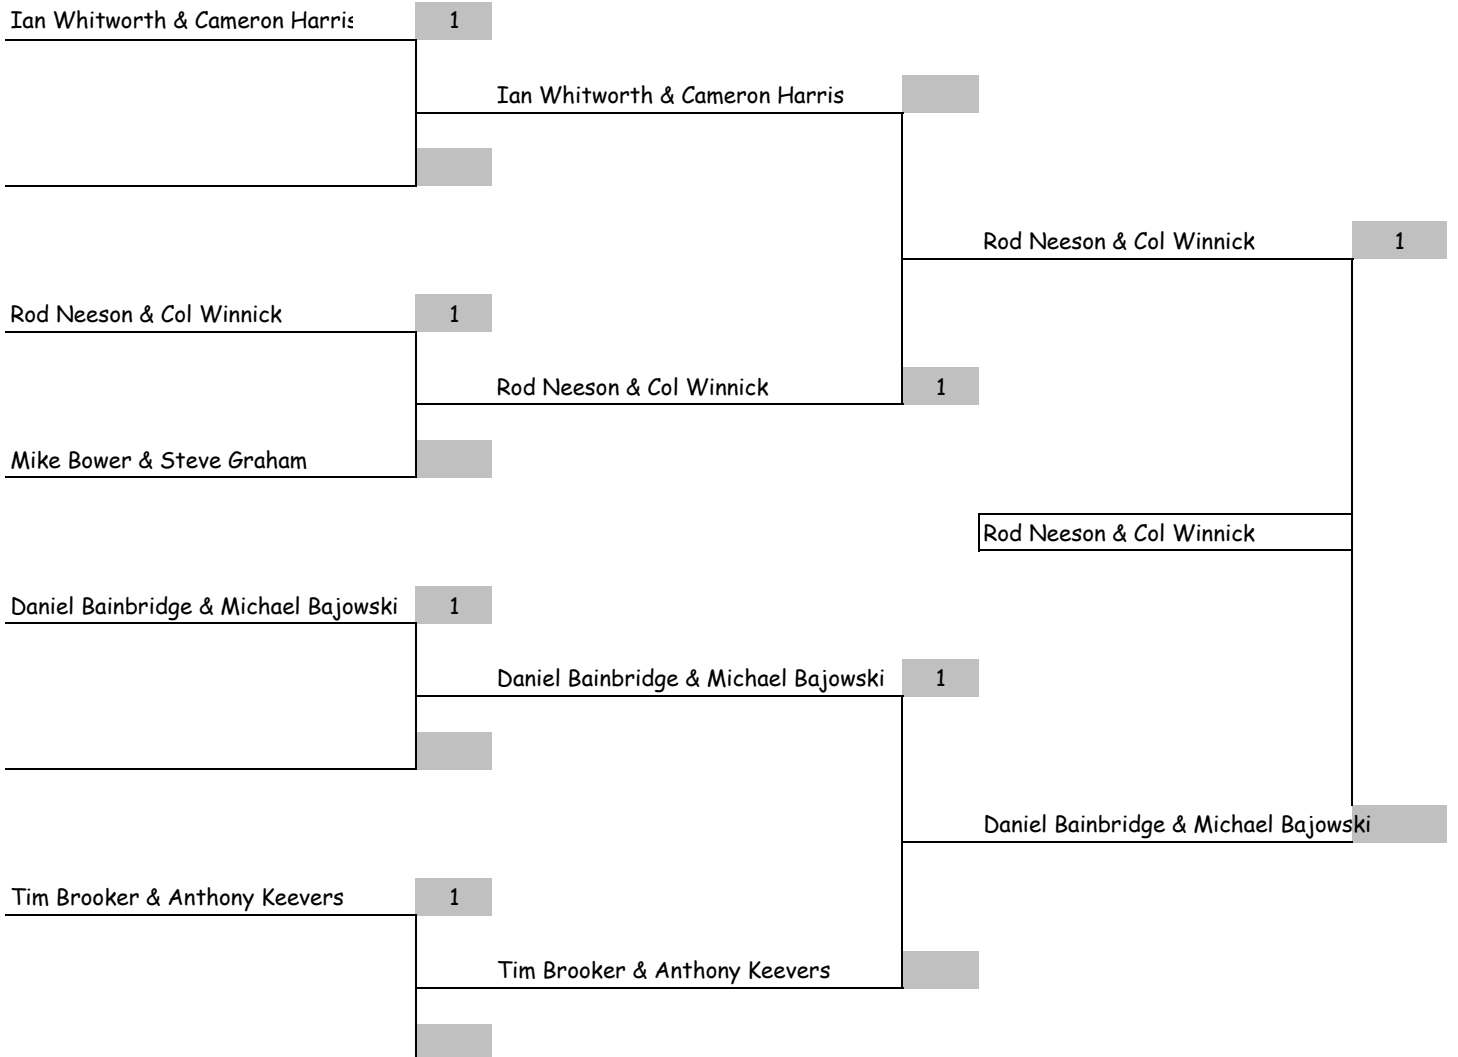 Ian Whitworth & Cameron Harris 1
Ian Whitworth & Cameron Harris
Rod Neeson & Col Winnick 1
Rod Neeson & Col Winnick 1
Rod Neeson & Col Winnick 1
Mike Bower & Steve Graham
Rod Neeson & Col Winnick
Daniel Bainbridge & Michael Bajowski 1
Daniel Bainbridge & Michael Bajowski 1
Daniel Bainbridge & Michael Bajowski
Tim Brooker & Anthony Keevers 1
Tim Brooker & Anthony Keevers